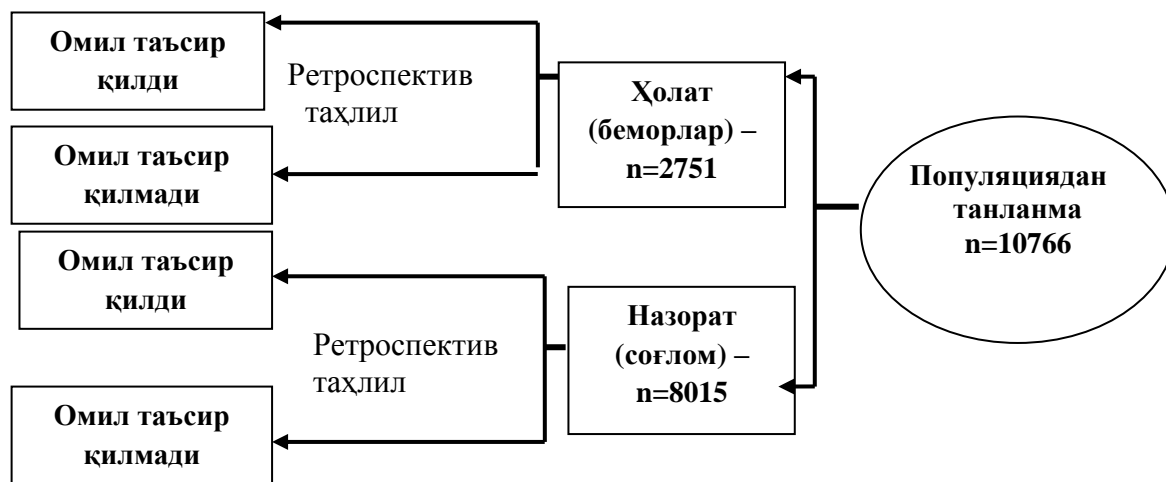 Омил таъсир
қилди
Ретроспектив
таҳлил
Омил таъсир
қилмади
Ҳолат
(беморлар) –
n=2751
Популяциядан
танланма
n=10766
Омил таъсир
қилди
Ретроспектив
таҳлил
Омил таъсир
қилмади
Назорат
(соғлом) –
n=8015